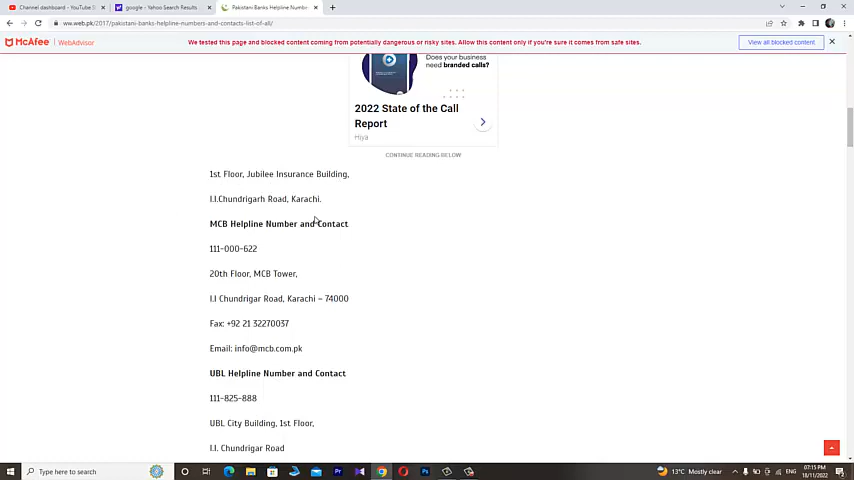 Channel dashboard - YouTube S
google - Yahoo Search Results
Pakistani Banks Helpline Number
ww.web.pk/2017/pakistani-banks-helpline-numbers-and-contacts-list-of-all/
McAfee WebAdvisor
We tested this page and blocked content coming from potentially dangerous or risky sites. Allow this content only if you're sure it comes from safe sites.
View all blocked content
Does your business
need branded calls?
2022 State of the Call
Report
Hiya
CONTINUE READING BELOW
1st Floor, Jubilee Insurance Building,
I.I.Chundrigarh Road, Karachi.
MCB Helpline Number and Contact
111-000-622
20th Floor, MCB Tower,
I.I Chundrigar Road, Karachi – 74000
Fax: +92 21 32270037
Email: info@mcb.com.pk
UBL Helpline Number and Contact
111-825-888
UBL City Building, 1st Floor,
I.I. Chundrigar Road
Type here to search
13°C Mostly clear
ENG
07:15 PM
18/11/2022